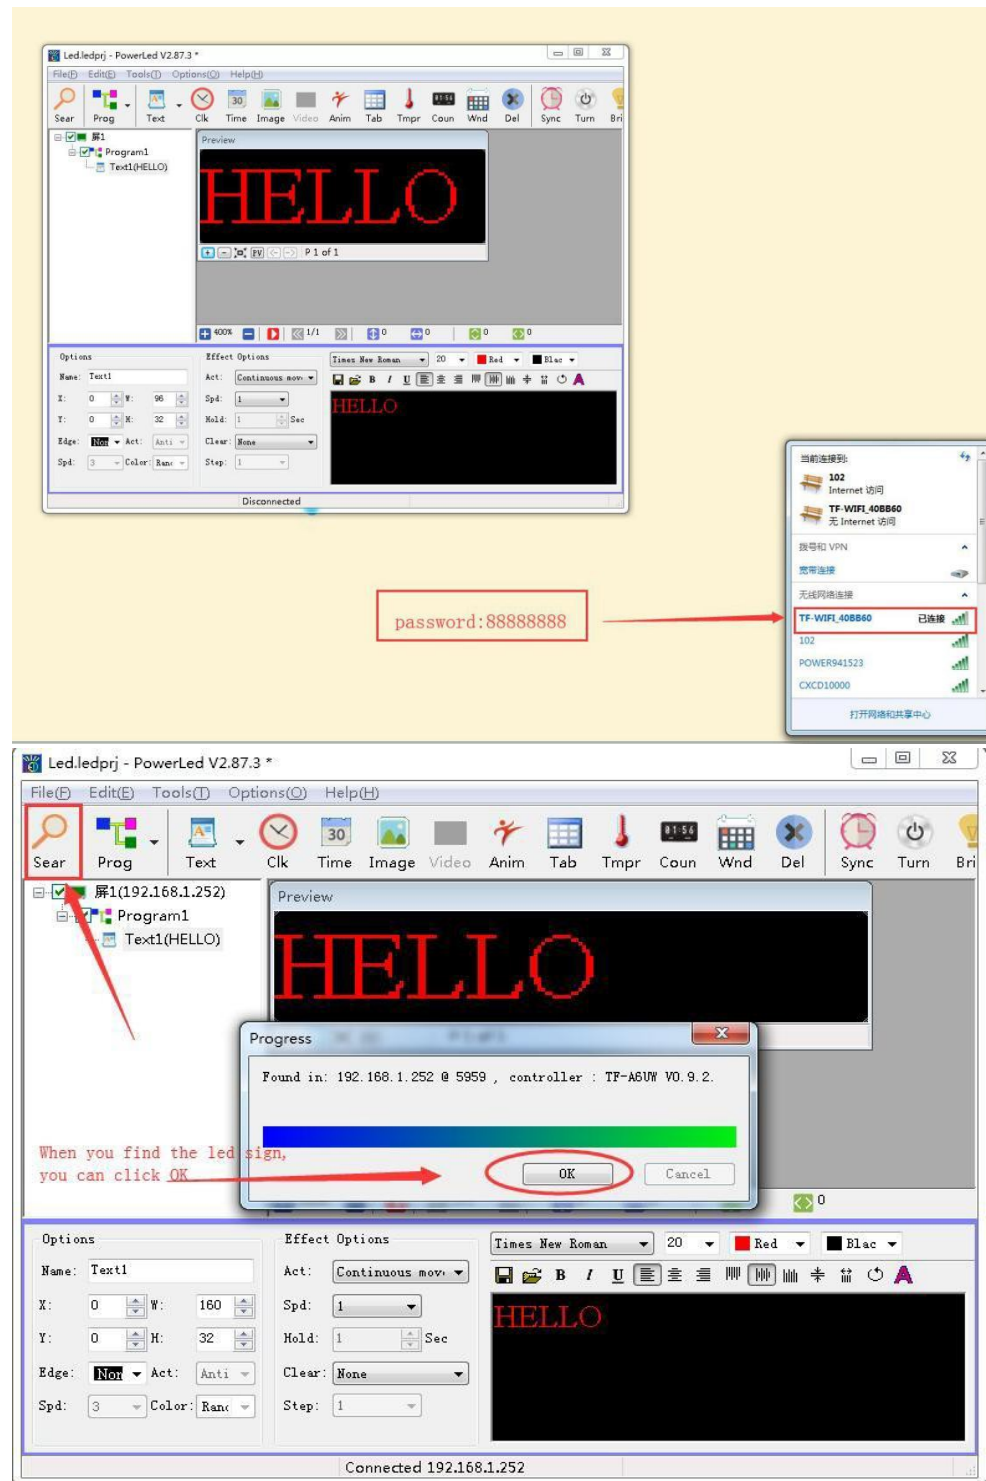 Led.ledprj - PowerLed V2.87.3 *
File(F) Edit(E) Tools(T) Options(O) Help(H)
Sear Prog Text Clk Time Image Video Anim Tab Tmpr Coun Wnd Del Sync Turn Bri
屏1
Program1
Text1(HELLO)
Preview
HELLO
P 1 of 1
400% 1/1 0 0 0 0
Options
Name: Text1
X: 0 W: 96
Y: 0 H: 32
Edge: Non Act: Anti
Spd: 3 Color: Ranc
Effect Options
Act: Continuous mov
Spd: 1
Hold: 1 Sec
Clear: None
Step: 1
Times New Roman 20 Red Blac
B I U A
HELLO
Disconnected
当前连接到:
102
Internet 访问
TF-WIFI_40BB60
无 Internet 访问
拨号和 VPN
宽带连接
无线网络连接
TF-WIFI_40BB60 已连接
102
POWER941523
CXCD10000
打开网络和共享中心
password:88888888
Led.ledprj - PowerLed V2.87.3 *
File(F) Edit(E) Tools(T) Options(O) Help(H)
Sear Prog Text Clk Time Image Video Anim Tab Tmpr Coun Wnd Del Sync Turn Bri
屏1(192.168.1.252)
Program1
Text1(HELLO)
Preview
HELLO
Progress
Found in: 192.168.1.252 @ 5959 , controller : TF-A6UW V0.9.2.
OK Cancel
When you find the led sign,
you can click OK
0
Options
Name: Text1
X: 0 W: 160
Y: 0 H: 32
Edge: Non Act: Anti
Spd: 3 Color: Ranc
Effect Options
Act: Continuous mov
Spd: 1
Hold: 1 Sec
Clear: None
Step: 1
Times New Roman 20 Red Blac
B I U A
HELLO
Connected 192.168.1.252